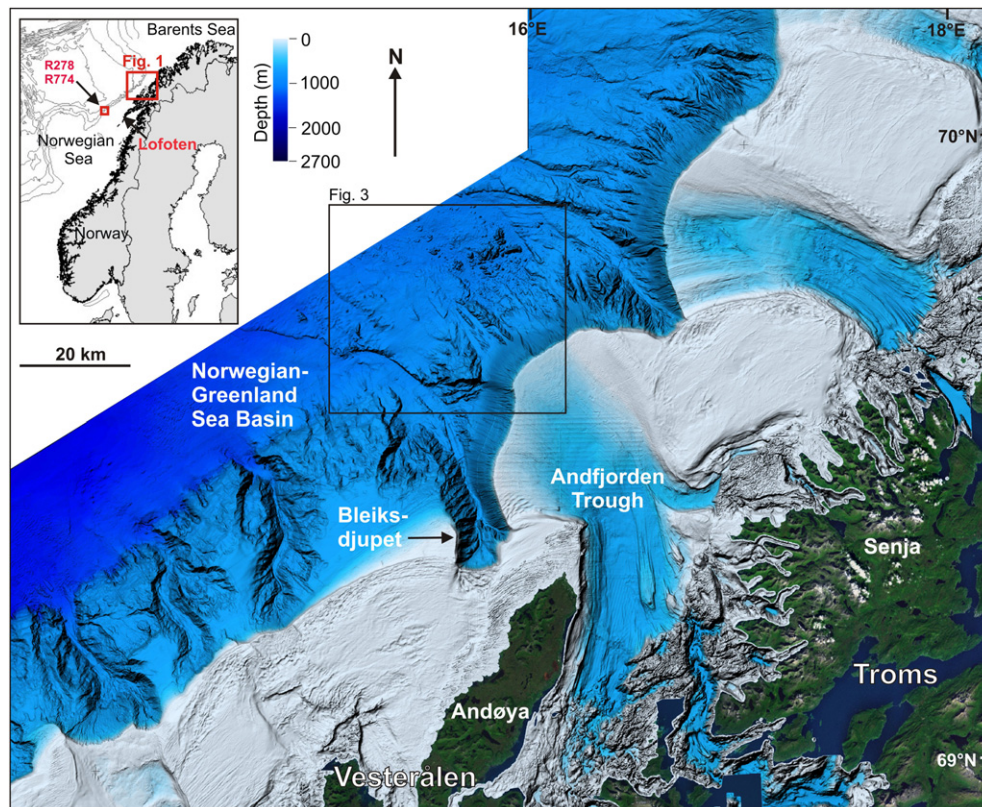 Barents Sea
Fig. 1
R278
R774
Norwegian
Sea
Lofoten
Norway
20 km
Depth (m)
0
1000
2000
2700
N
16°E
18°E
70°N
69°N
Fig. 3
Norwegian-
Greenland
Sea Basin
Bleiks-
djupet
Andfjorden
Trough
Senja
Troms
Andøya
Vesterålen